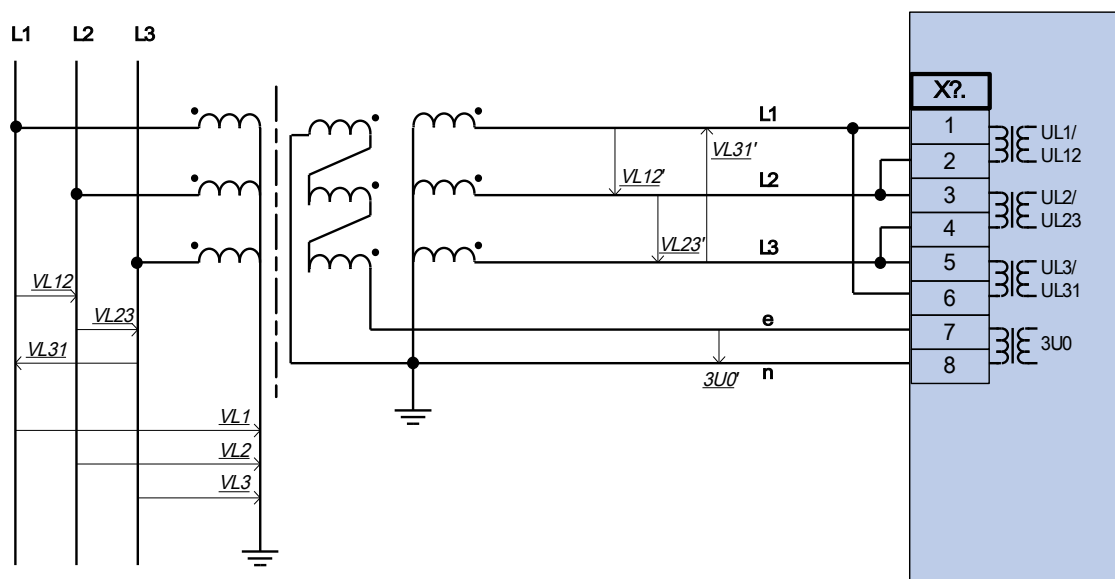 L1 L2 L3
X?.
L1
1
UL1/
UL12
VL31'
2
VL12'
L2
3
UL2/
UL23
VL23'
4
L3
5
UL3/
UL31
VL12
6
VL23
e
7
3U0
VL31
n
8
3U0'
VL1
VL2
VL3